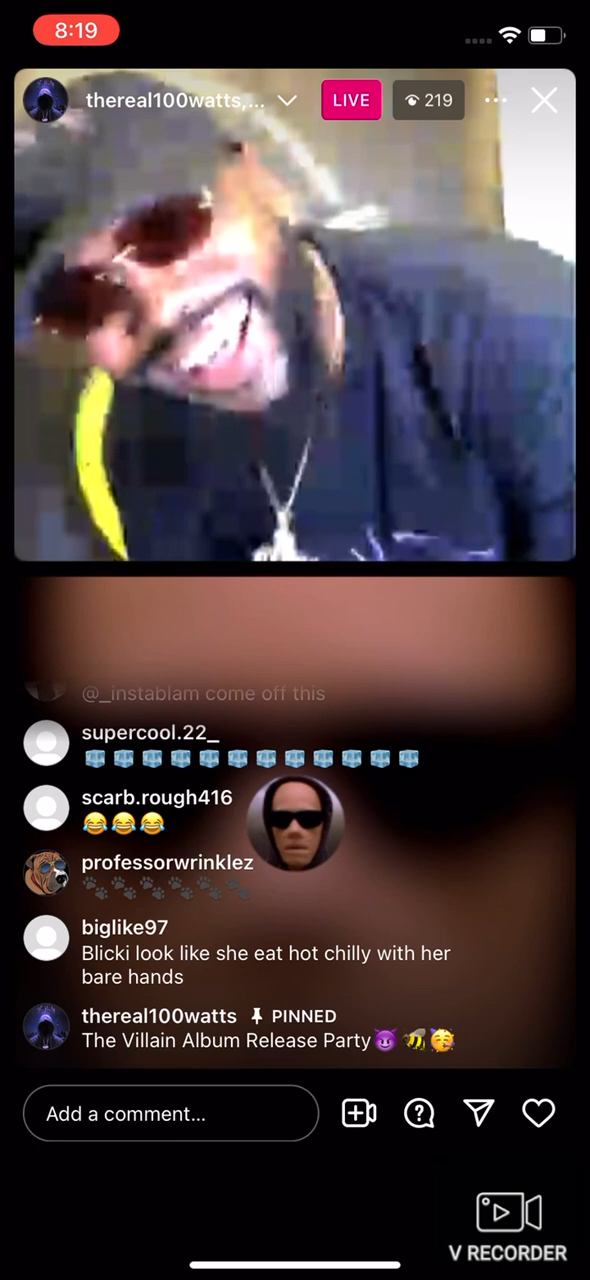 8:19
thereal100watts,...
LIVE
219
@_instablam come off this
supercool.22_
scarb.rough416
😂😂😂
professorwrinklez
🐾🐾🐾🐾🐾🐾
biglike97
Blicki look like she eat hot chilly with her
bare hands
thereal100watts PINNED
The Villain Album Release Party😈🐝🥳
Add a comment...
V RECORDER